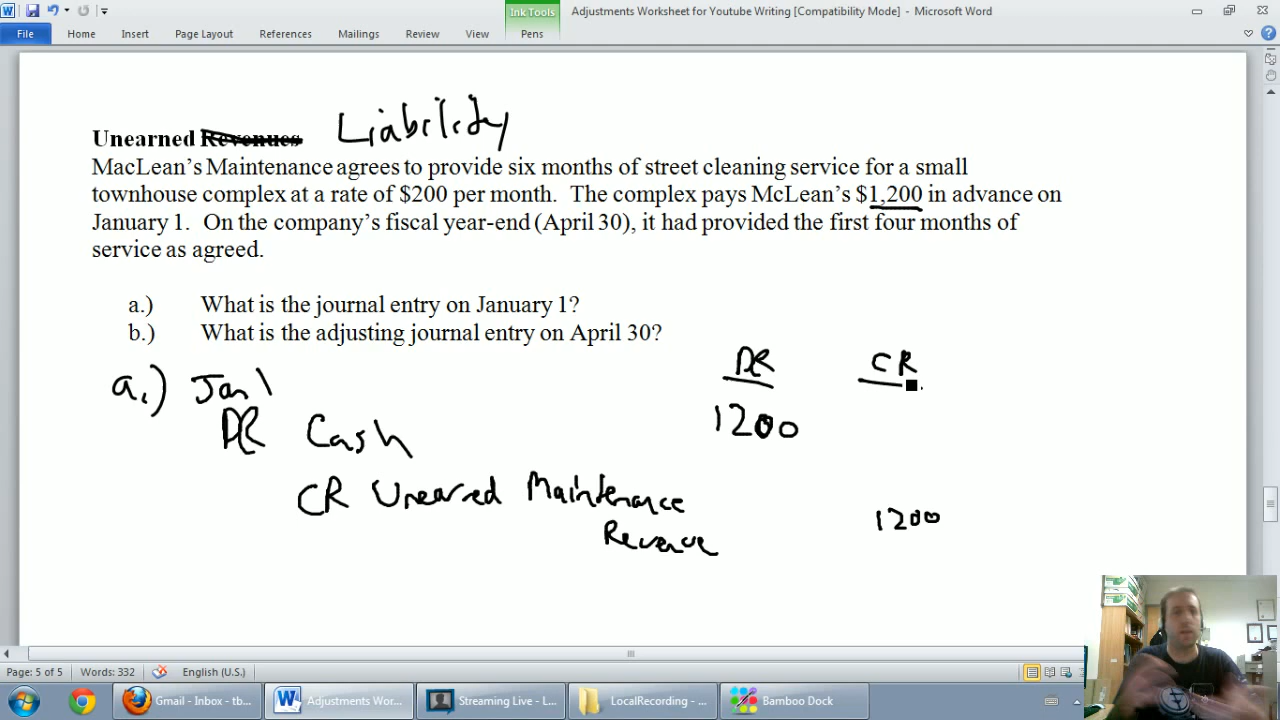 Ink Tools
Adjustments Worksheet for Youtube Writing [Compatibility Mode] - Microsoft Word
File Home Insert Page Layout References Mailings Review View Pens
Unearned Revenues Liability
MacLean's Maintenance agrees to provide six months of street cleaning service for a small
townhouse complex at a rate of $200 per month. The complex pays McLean's $1,200 in advance on
January 1. On the company's fiscal year-end (April 30), it had provided the first four months of
service as agreed.
a.) What is the journal entry on January 1?
b.) What is the adjusting journal entry on April 30?
DR CR
a.) Jan 1
DR Cash 1200
CR Unearned Maintenance
Revenue 1200
Page: 5 of 5 Words: 332 English (U.S.)
Gmail - Inbox - tb... Adjustments Wor... Streaming Live - L... LocalRecording - ... Bamboo Dock